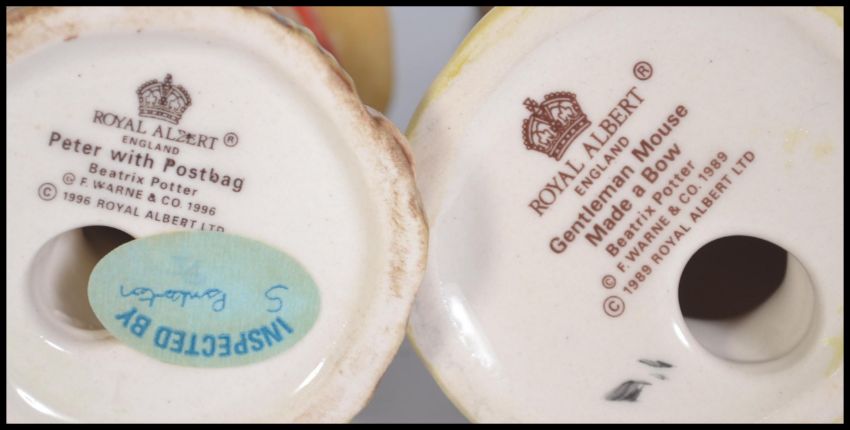 ROYAL ALBERT ®
ENGLAND
Peter with Postbag
Beatrix Potter
© F. WARNE & CO. 1996
© 1996 ROYAL ALBERT LTD
INSPECTED BY
S
ROYAL ALBERT ®
ENGLAND
Gentleman Mouse
Made a Bow
Beatrix Potter
© F. WARNE & CO. 1989
© 1989 ROYAL ALBERT LTD